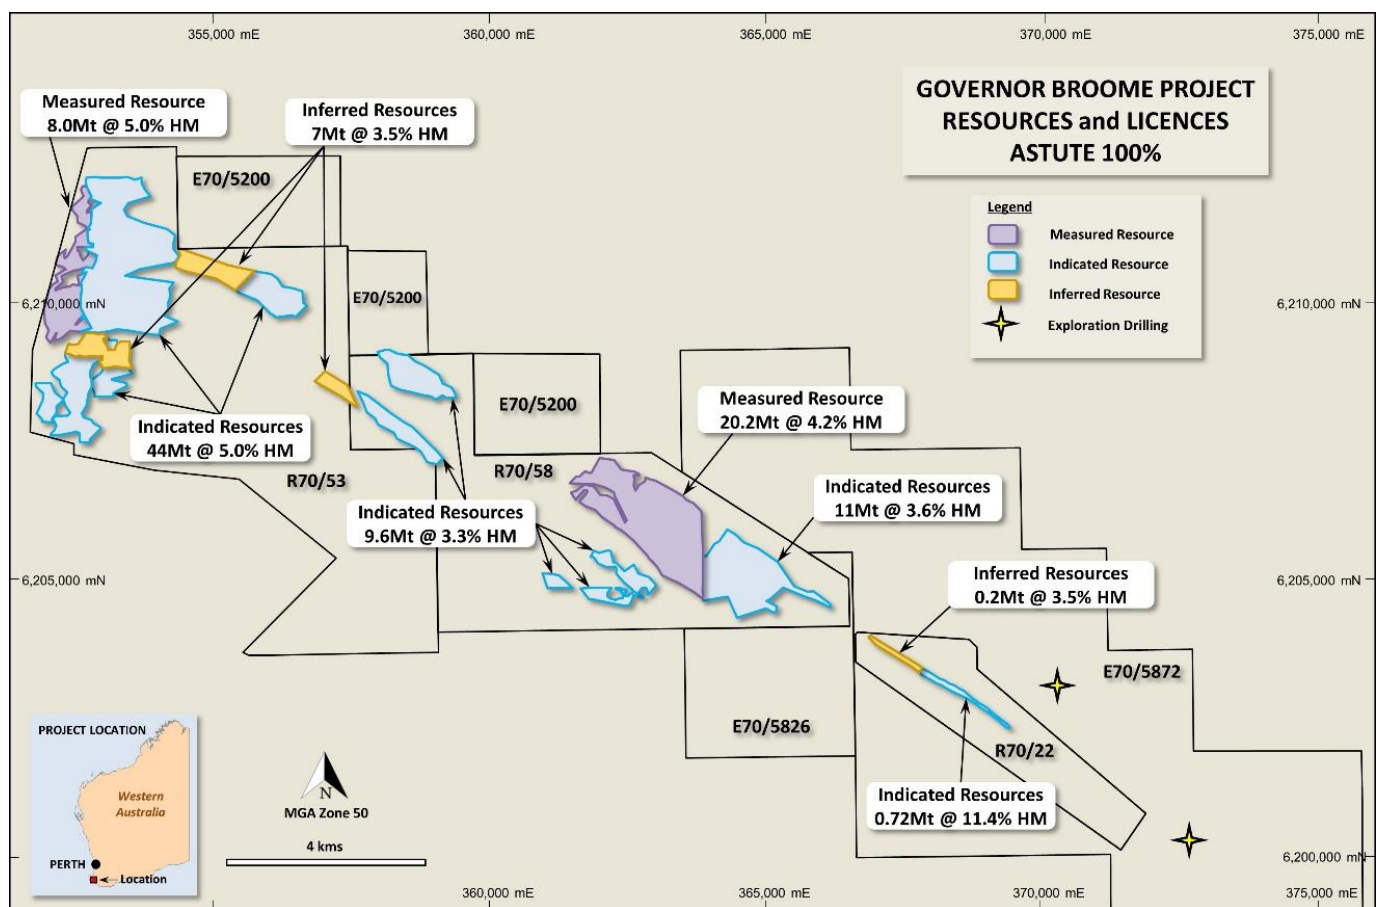 355,000 mE
360,000 mE
365,000 mE
370,000 mE
375,000 mE
GOVERNOR BROOME PROJECT
RESOURCES and LICENCES
ASTUTE 100%
Measured Resource
8.0Mt @ 5.0% HM
Inferred Resources
7Mt @ 3.5% HM
E70/5200
Legend
Measured Resource
Indicated Resource
Inferred Resource
Exploration Drilling
E70/5200
6,210,000 mN
6,210,000 mN
E70/5200
Measured Resource
20.2Mt @ 4.2% HM
Indicated Resources
44Mt @ 5.0% HM
R70/53
R70/58
Indicated Resources
11Mt @ 3.6% HM
Indicated Resources
9.6Mt @ 3.3% HM
6,205,000 mN
6,205,000 mN
Inferred Resources
0.2Mt @ 3.5% HM
E70/5872
E70/5826
R70/22
PROJECT LOCATION
Western
Australia
PERTH
Location
N
MGA Zone 50
4 kms
Indicated Resources
0.72Mt @ 11.4% HM
6,200,000 mN
360,000 mE
365,000 mE
370,000 mE
375,000 mE